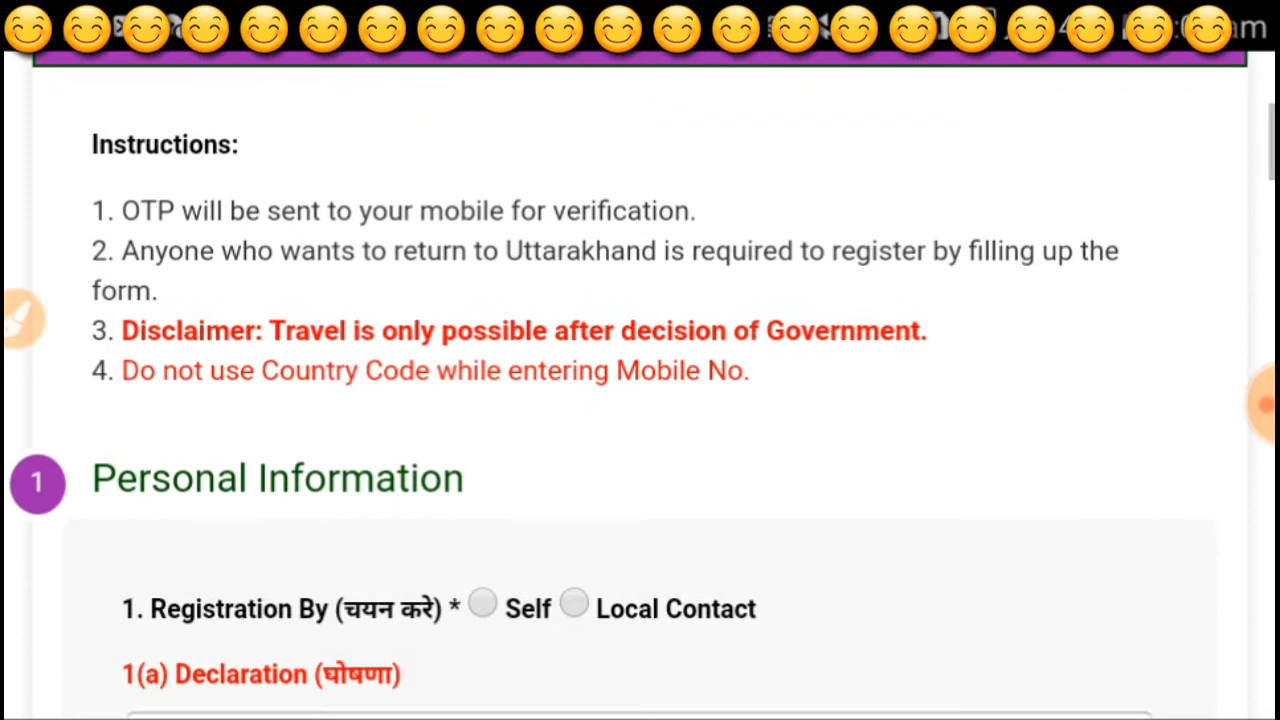 am
Instructions:
1. OTP will be sent to your mobile for verification.
2. Anyone who wants to return to Uttarakhand is required to register by filling up the
form.
3. Disclaimer: Travel is only possible after decision of Government.
4. Do not use Country Code while entering Mobile No.
1 Personal Information
1. Registration By (चयन करे) * Self Local Contact
1(a) Declaration (घोषणा)